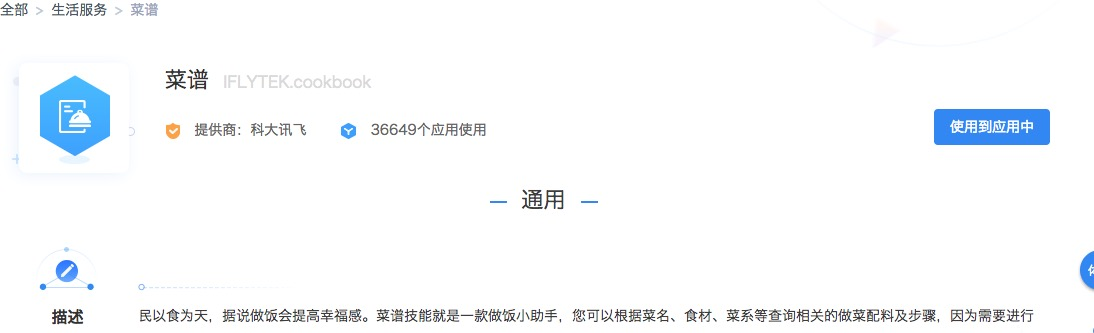 全部 > 生活服务 > 菜谱
菜谱 IFLYTEK.cookbook
提供商：科大讯飞 36649个应用使用
使用到应用中
通用
描述
民以食为天，据说做饭会提高幸福感。菜谱技能就是一款做饭小助手，您可以根据菜名、食材、菜系等查询相关的做菜配料及步骤，因为需要进行